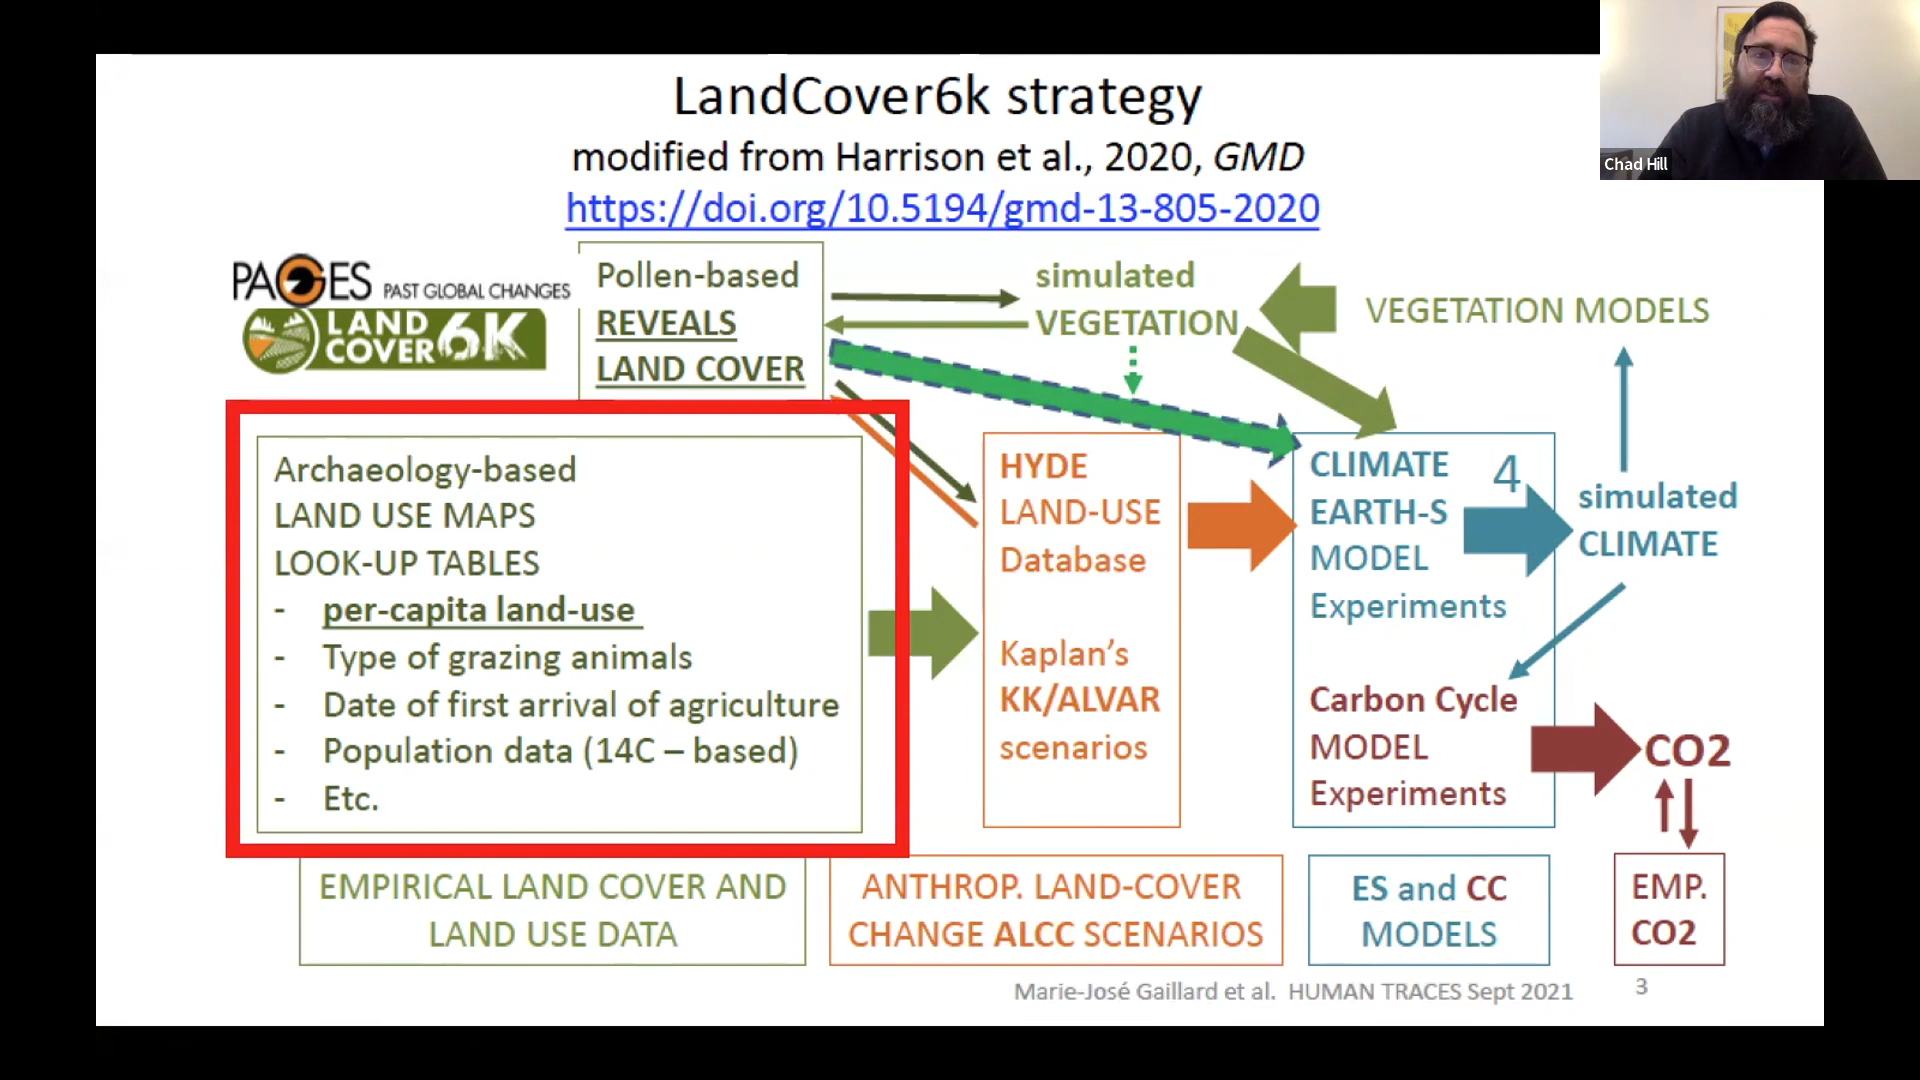 LandCover6k strategy
modified from Harrison et al., 2020, GMD
https://doi.org/10.5194/gmd-13-805-2020
Chad Hill
PAGES PAST GLOBAL CHANGES
LAND
COVER 6K
Pollen-based
REVEALS
LAND COVER
simulated
VEGETATION
VEGETATION MODELS
Archaeology-based
LAND USE MAPS
LOOK-UP TABLES
- per-capita land-use
- Type of grazing animals
- Date of first arrival of agriculture
- Population data (14C – based)
- Etc.
HYDE
LAND-USE
Database
Kaplan's
KK/ALVAR
scenarios
CLIMATE 4
EARTH-S
MODEL
Experiments
Carbon Cycle
MODEL
Experiments
simulated
CLIMATE
CO2
EMPIRICAL LAND COVER AND
LAND USE DATA
ANTHROP. LAND-COVER
CHANGE ALCC SCENARIOS
ES and CC
MODELS
EMP.
CO2
Marie-José Gaillard et al. HUMAN TRACES Sept 2021
3